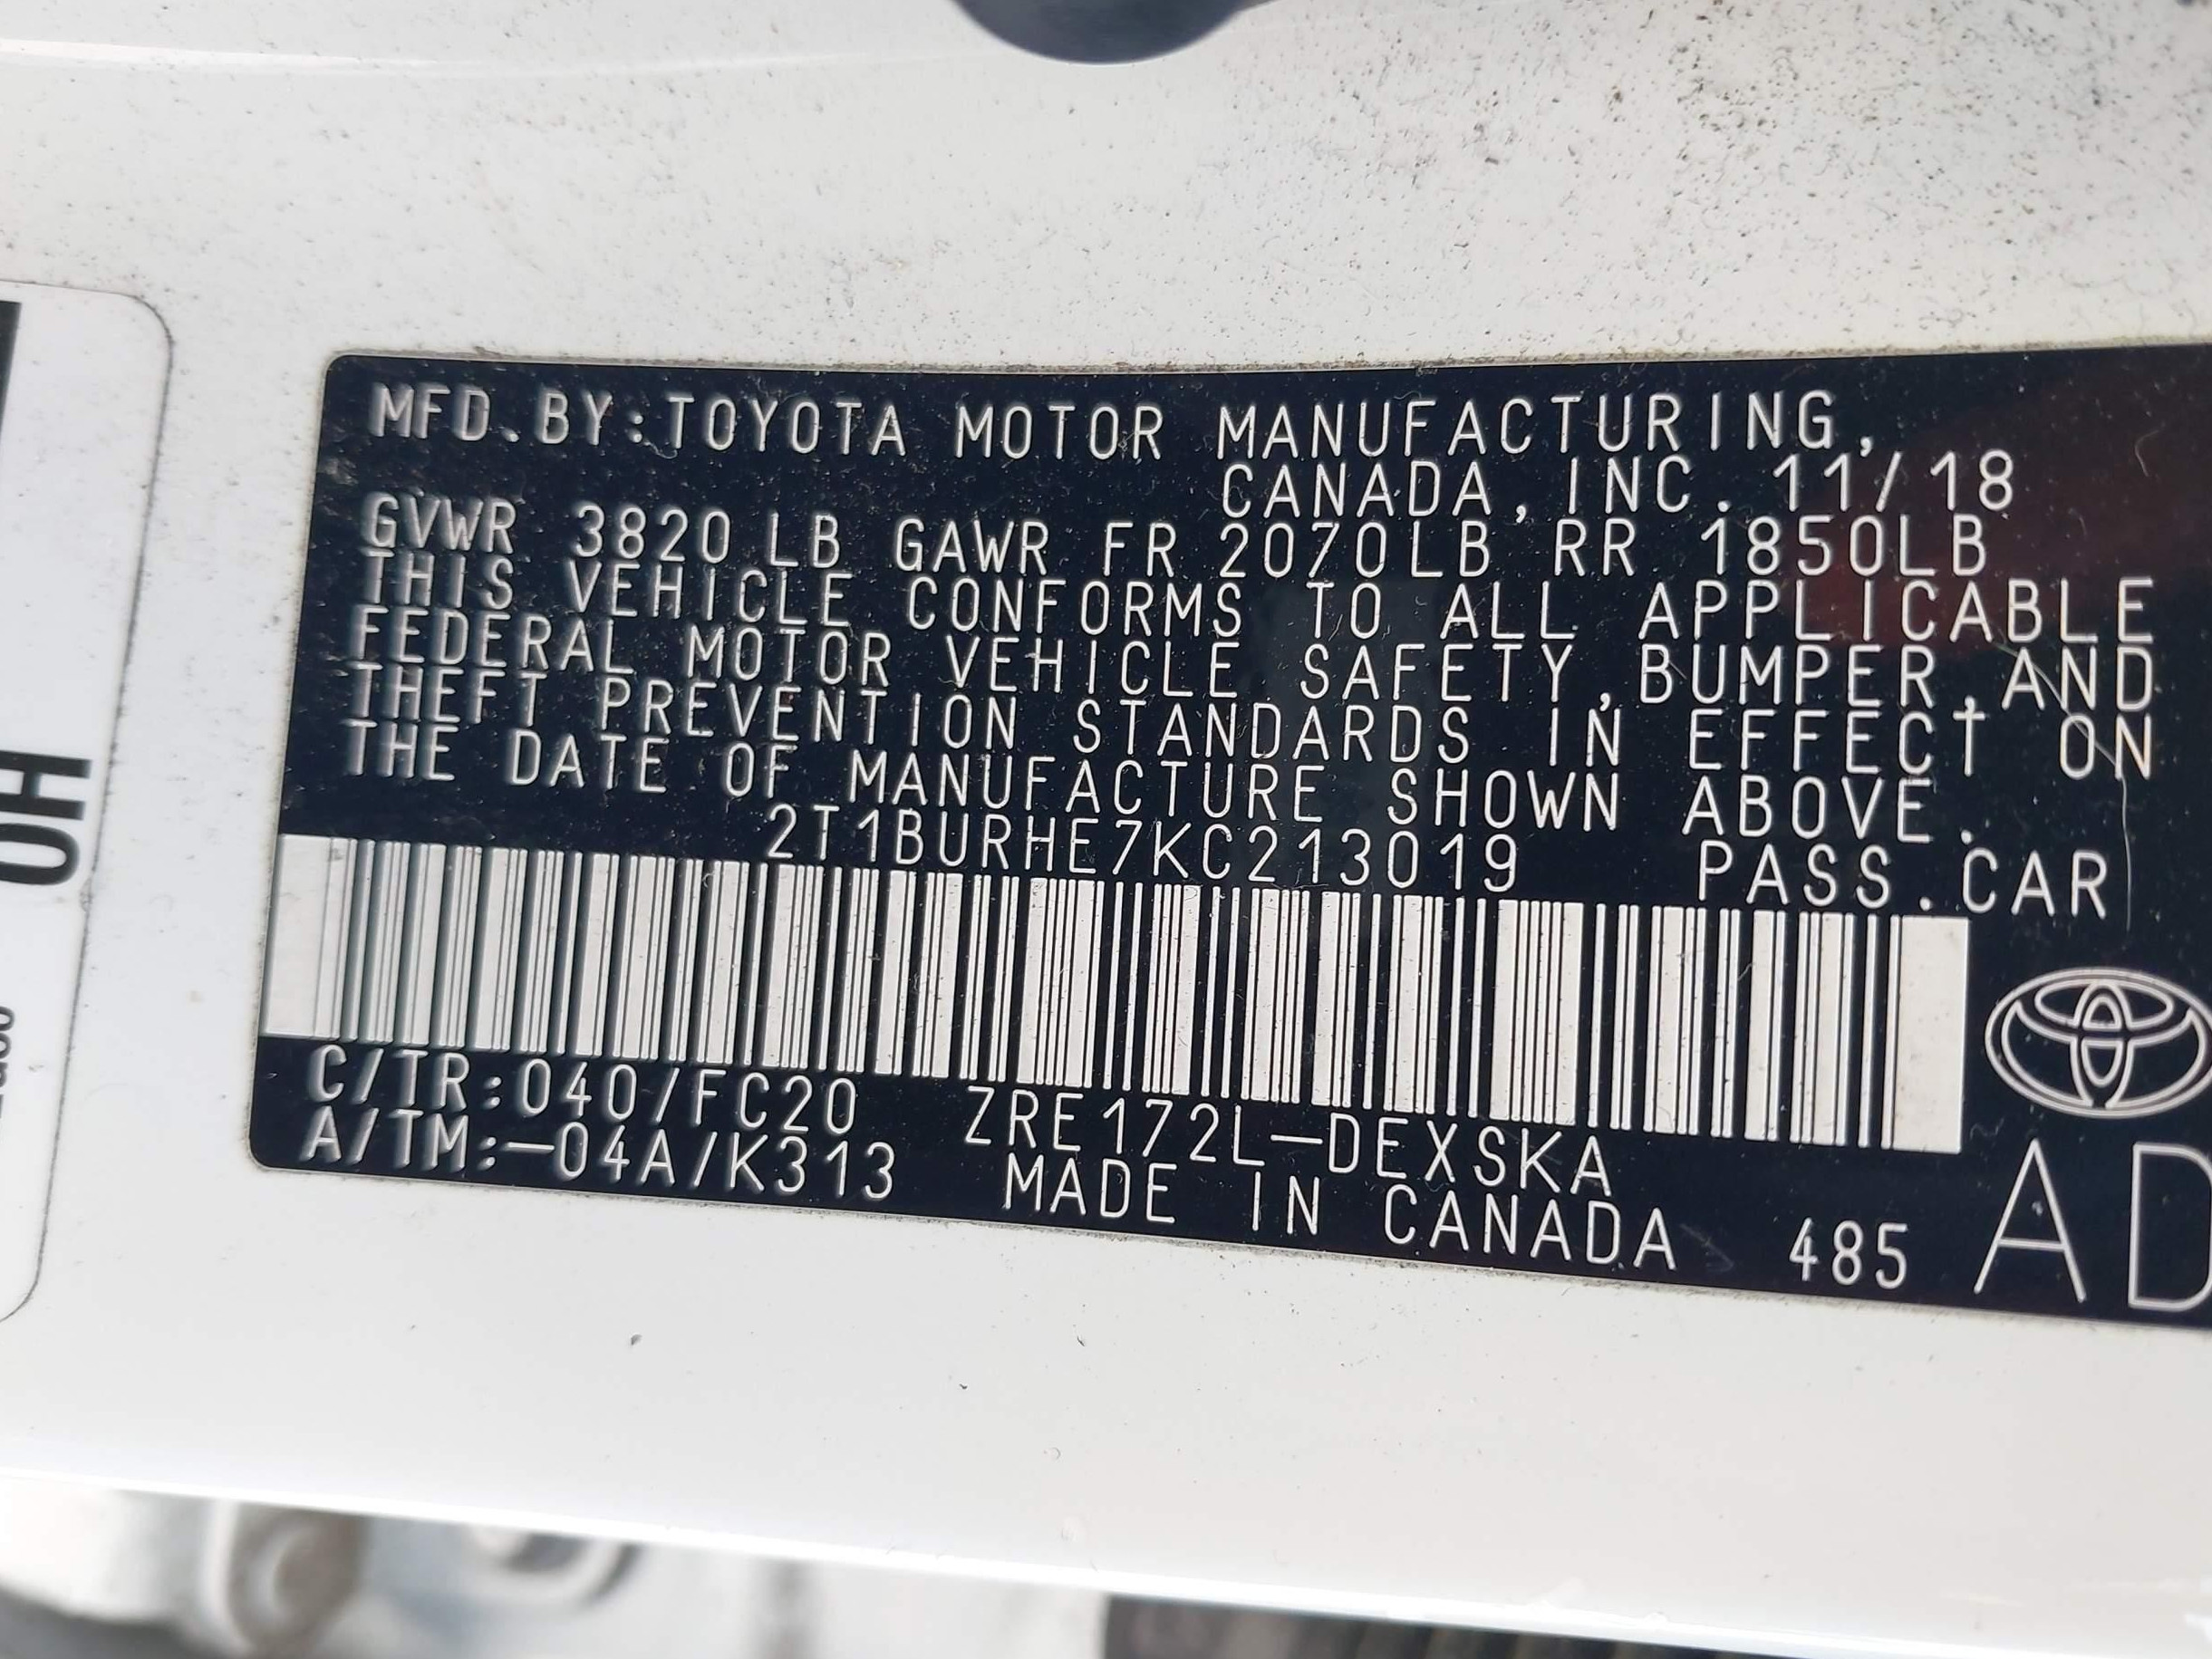 MFD.BY:TOYOTA MOTOR MANUFACTURING,
CANADA,INC. 11/18
GVWR 3820 LB GAWR FR 2070LB RR 1850LB
THIS VEHICLE CONFORMS TO ALL APPLICABLE
FEDERAL MOTOR VEHICLE SAFETY,BUMPER,AND
THEFT PREVENTION STANDARDS IN EFFECT ON
THE DATE OF MANUFACTURE SHOWN ABOVE.
2T1BURHE7KC213019 PASS.CAR
C/TR:040/FC20 ZRE172L-DEXSKA
A/TM:-04A/K313 MADE IN CANADA 485 AD